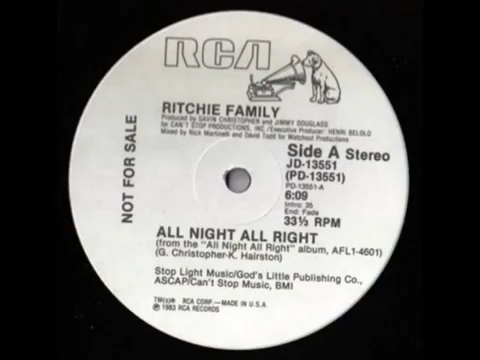 RCA
RITCHIE FAMILY
Produced by GAVIN CHRISTOPHER and JIMMY DOUGLASS
for CAN'T STOP PRODUCTIONS, INC./Executive Producer: HENRI BELOLO
Mixed by Nick Martinelli and David Todd for Watchout Productions
NOT FOR SALE
Side A Stereo
JD-13551
(PD-13551)
PD-13551-A
6:09
Intro: 35
End: Fade
33⅓ RPM
ALL NIGHT ALL RIGHT
(from the "All Night All Right" album, AFL1-4601)
(G. Christopher-K. Hairston)
Stop Light Music/God's Little Publishing Co.,
ASCAP/Can't Stop Music, BMI
TM(s)® RCA CORP.—MADE IN U.S.A.
℗ 1983 RCA RECORDS